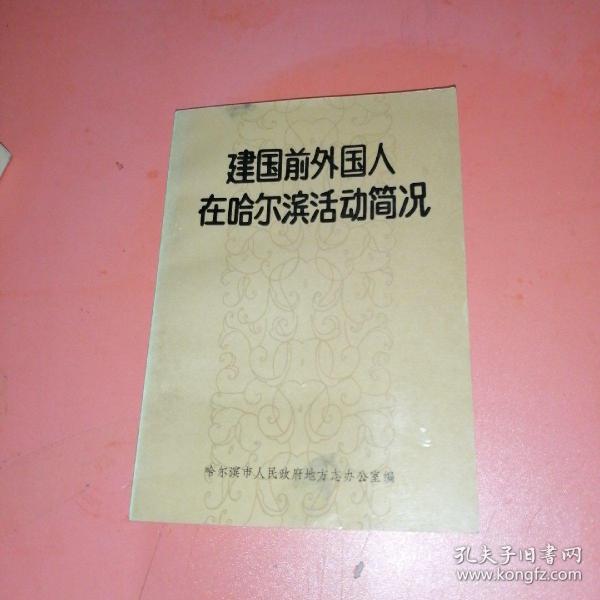 建国前外国人
在哈尔滨活动简况
哈尔滨市人民政府地方志办公室编
孔夫子旧书网
www.kongfz.com